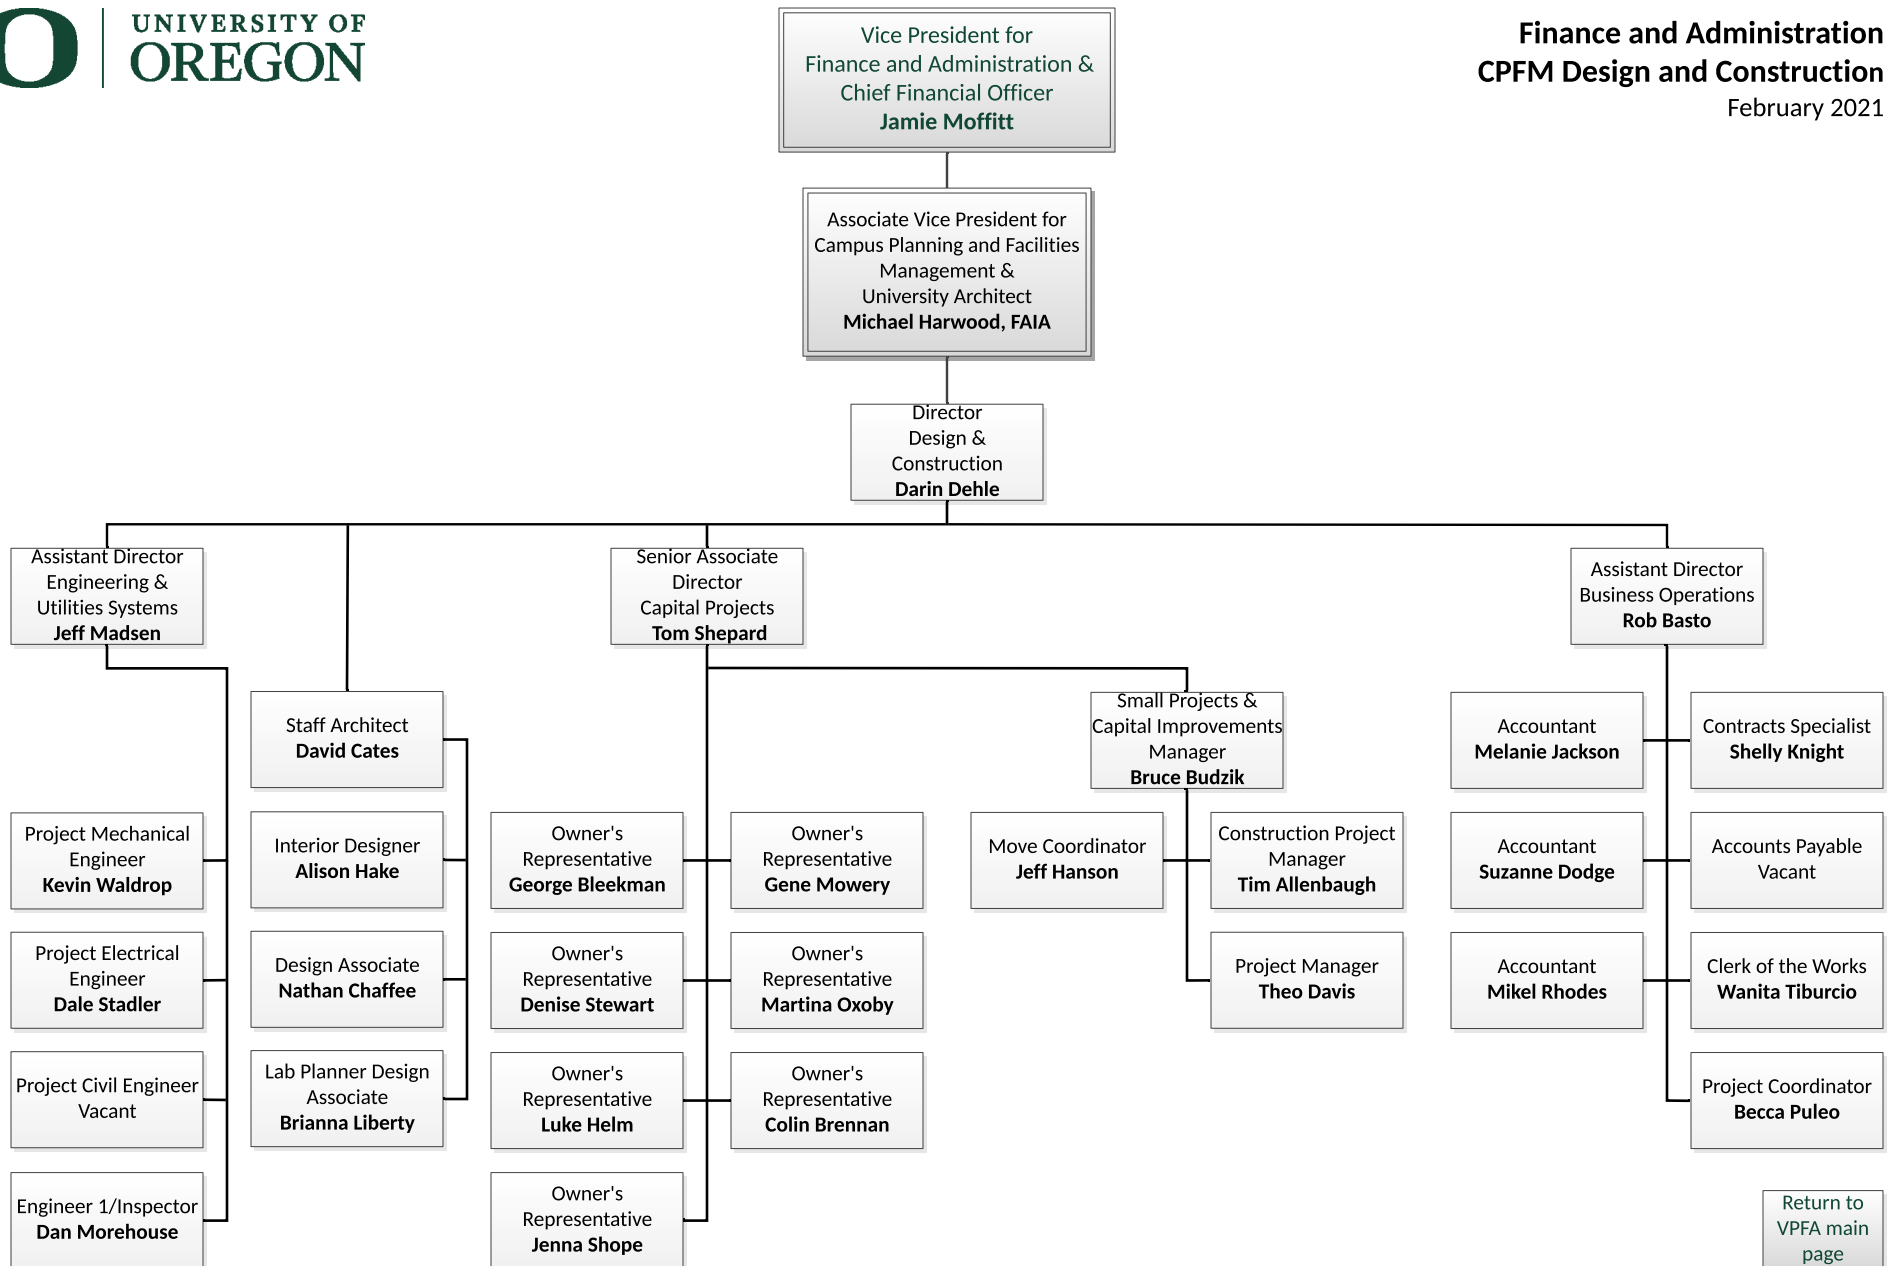 UNIVERSITY OF
OREGON
Finance and Administration
CPFM Design and Construction
February 2021
Vice President for
Finance and Administration &
Chief Financial Officer
Jamie Moffitt
Associate Vice President for
Campus Planning and Facilities
Management &
University Architect
Michael Harwood, FAIA
Director
Design &
Construction
Darin Dehle
Assistant Director
Engineering &
Utilities Systems
Jeff Madsen
Project Mechanical
Engineer
Kevin Waldrop
Project Electrical
Engineer
Dale Stadler
Project Civil Engineer
Vacant
Engineer 1/Inspector
Dan Morehouse
Staff Architect
David Cates
Interior Designer
Alison Hake
Design Associate
Nathan Chaffee
Lab Planner Design
Associate
Brianna Liberty
Senior Associate
Director
Capital Projects
Tom Shepard
Owner's
Representative
George Bleekman
Owner's
Representative
Gene Mowery
Owner's
Representative
Denise Stewart
Owner's
Representative
Martina Oxoby
Owner's
Representative
Luke Helm
Owner's
Representative
Colin Brennan
Owner's
Representative
Jenna Shope
Small Projects &
Capital Improvements
Manager
Bruce Budzik
Move Coordinator
Jeff Hanson
Construction Project
Manager
Tim Allenbaugh
Project Manager
Theo Davis
Assistant Director
Business Operations
Rob Basto
Accountant
Melanie Jackson
Contracts Specialist
Shelly Knight
Accountant
Suzanne Dodge
Accounts Payable
Vacant
Accountant
Mikel Rhodes
Clerk of the Works
Wanita Tiburcio
Project Coordinator
Becca Puleo
Return to
VPFA main
page